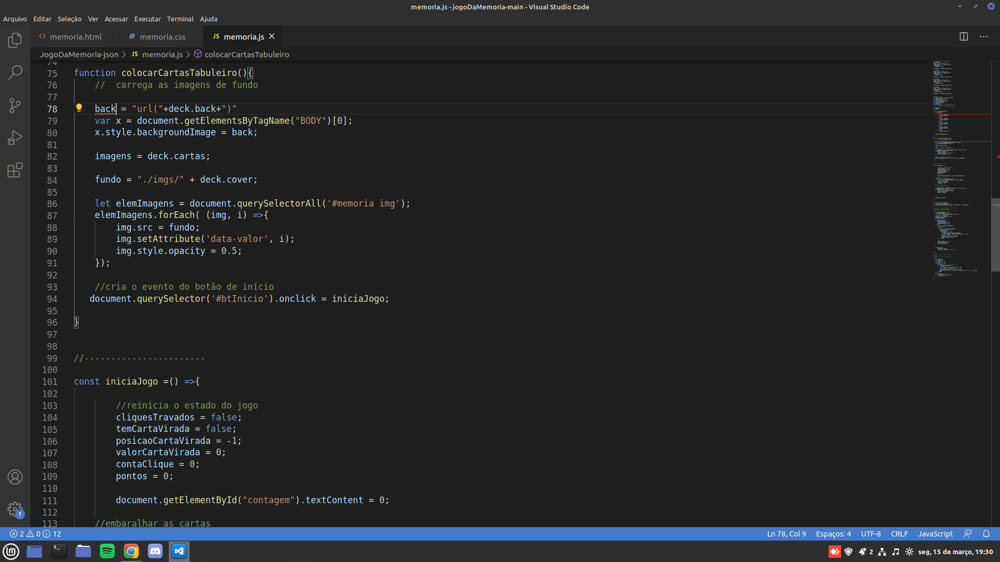 memoria.js - jogoDaMemoria-main - Visual Studio Code
Arquivo Editar Seleção Ver Acessar Executar Terminal Ajuda
<> memoria.html # memoria.css JS memoria.js ×
JogoDaMemoria-json > JS memoria.js > colocarCartasTabuleiro
74
75 function colocarCartasTabuleiro(){
76 // carrega as imagens de fundo
77
78 back = "url("+deck.back+")"
79 var x = document.getElementsByTagName("BODY")[0];
80 x.style.backgroundImage = back;
81
82 imagens = deck.cartas;
83
84 fundo = "./imgs/" + deck.cover;
85
86 let elemImagens = document.querySelectorAll('#memoria img');
87 elemImagens.forEach( (img, i) =>{
88 img.src = fundo;
89 img.setAttribute('data-valor', i);
90 img.style.opacity = 0.5;
91 });
92
93 //cria o evento do botão de início
94 document.querySelector('#btInicio').onclick = iniciaJogo;
95
96 }
97
98
99 //-----------------------
100
101 const iniciaJogo =() =>{
102
103 //reinicia o estado do jogo
104 cliquesTravados = false;
105 temCartaVirada = false;
106 posicaoCartaVirada = -1;
107 valorCartaVirada = 0;
108 contaClique = 0;
109 pontos = 0;
110
111 document.getElementById("contagem").textContent = 0;
112
113 //embaralhar as cartas
1
2 0 12 Ln 78, Col 9 Espaços: 4 UTF-8 CRLF JavaScript
2 seg, 15 de março, 19:30